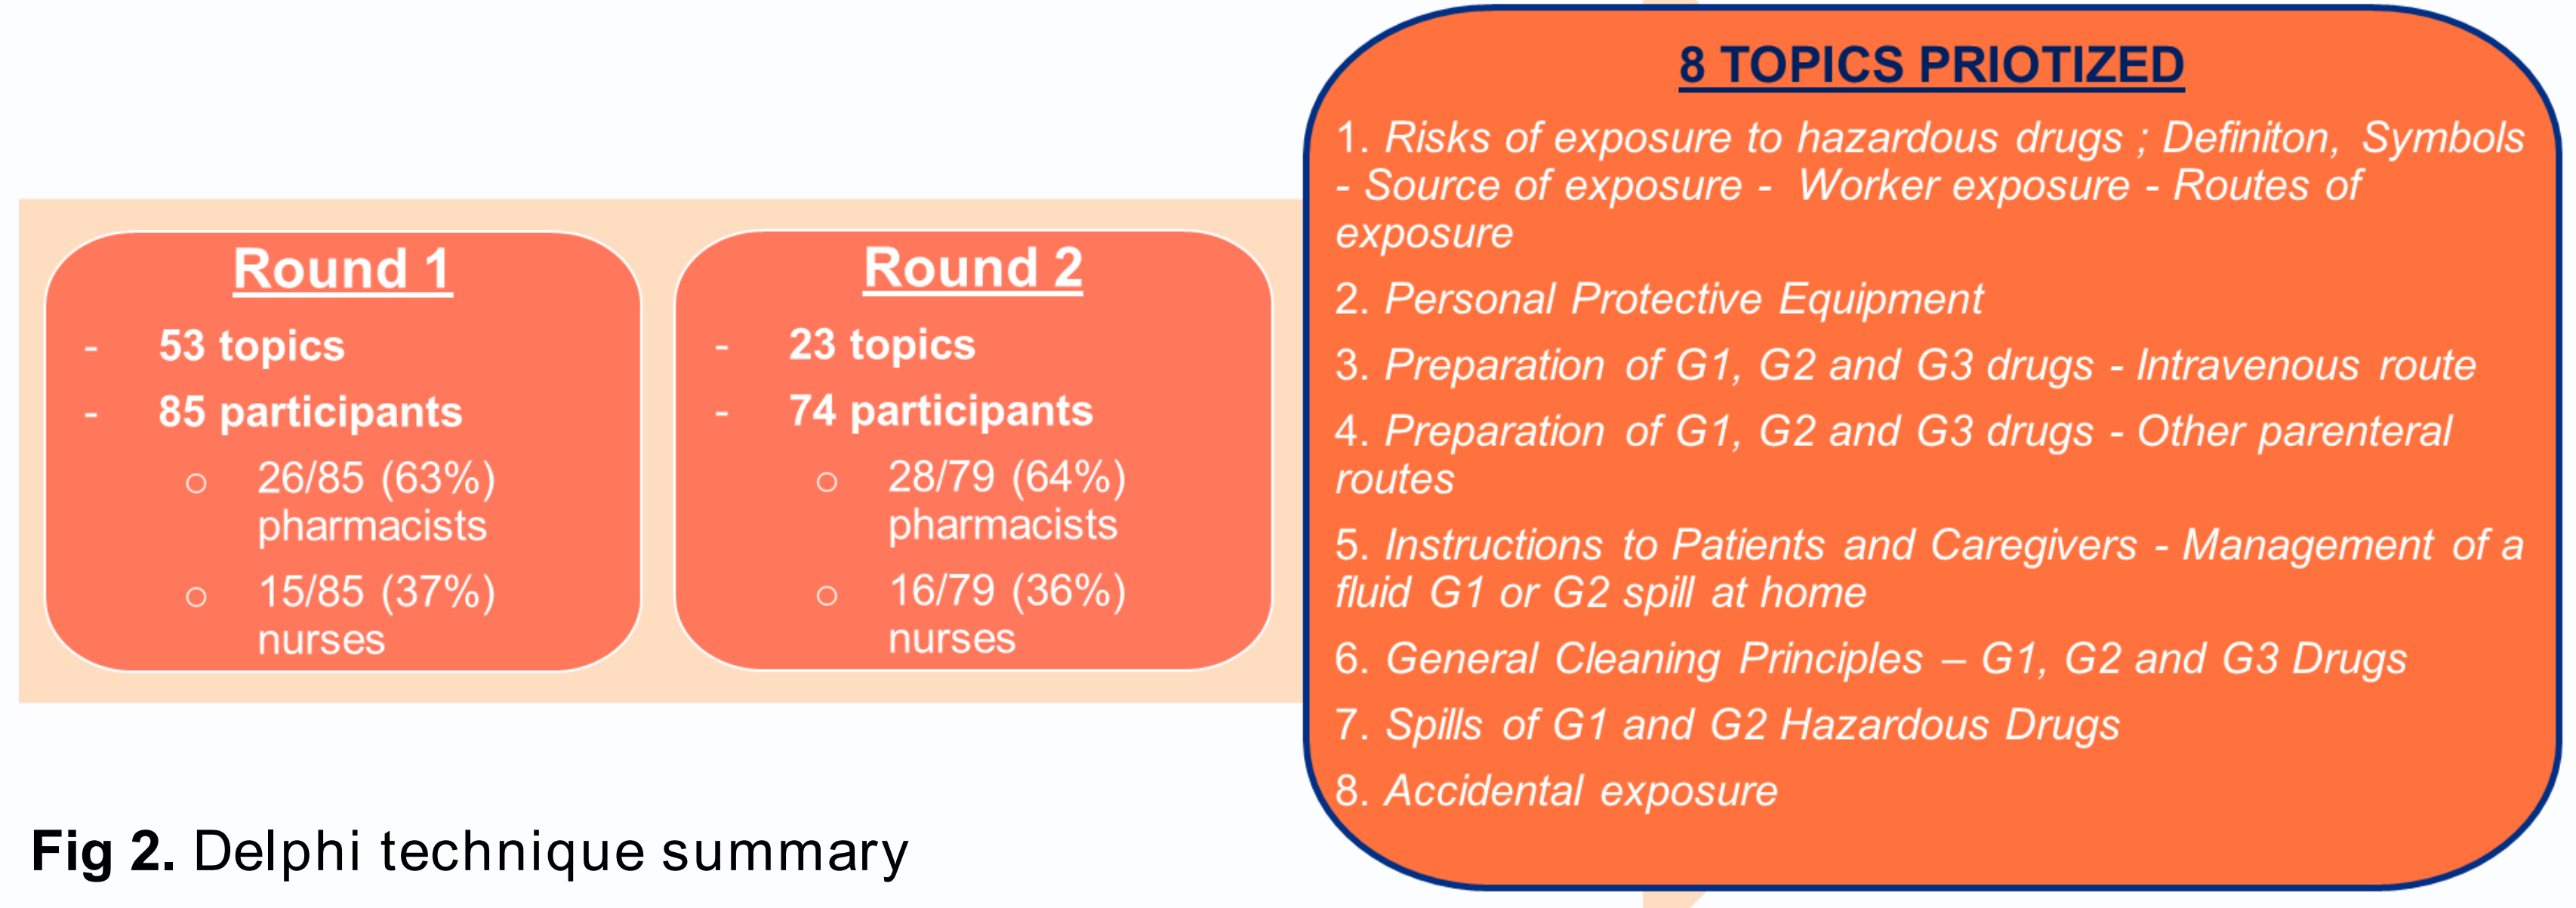 Round 1
- 53 topics
- 85 participants
o 26/85 (63%)
pharmacists
o 15/85 (37%)
nurses
Round 2
- 23 topics
- 74 participants
o 28/79 (64%)
pharmacists
o 16/79 (36%)
nurses
8 TOPICS PRIOTIZED
1. Risks of exposure to hazardous drugs ; Definiton, Symbols
- Source of exposure - Worker exposure - Routes of
exposure
2. Personal Protective Equipment
3. Preparation of G1, G2 and G3 drugs - Intravenous route
4. Preparation of G1, G2 and G3 drugs - Other parenteral
routes
5. Instructions to Patients and Caregivers - Management of a
fluid G1 or G2 spill at home
6. General Cleaning Principles – G1, G2 and G3 Drugs
7. Spills of G1 and G2 Hazardous Drugs
8. Accidental exposure
Fig 2. Delphi technique summary